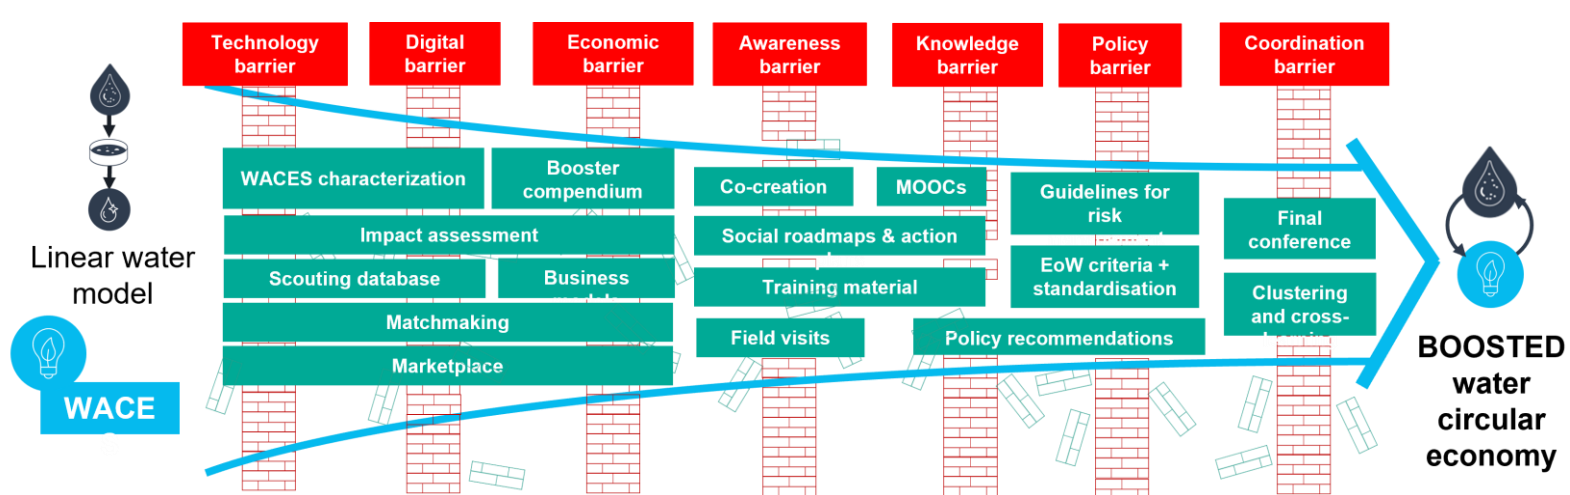 Technology
barrier
Digital
barrier
Economic
barrier
Awareness
barrier
Knowledge
barrier
Policy
barrier
Coordination
barrier
Linear water
model
WACE
WACES characterization
Booster
compendium
Impact assessment
Scouting database
Business
models
Matchmaking
Marketplace
Co-creation
MOOCs
Social roadmaps & action
Training material
Field visits
Guidelines for
risk
EoW criteria +
standardisation
Policy recommendations
Final
conference
Clustering
and cross-
BOOSTED
water
circular
economy